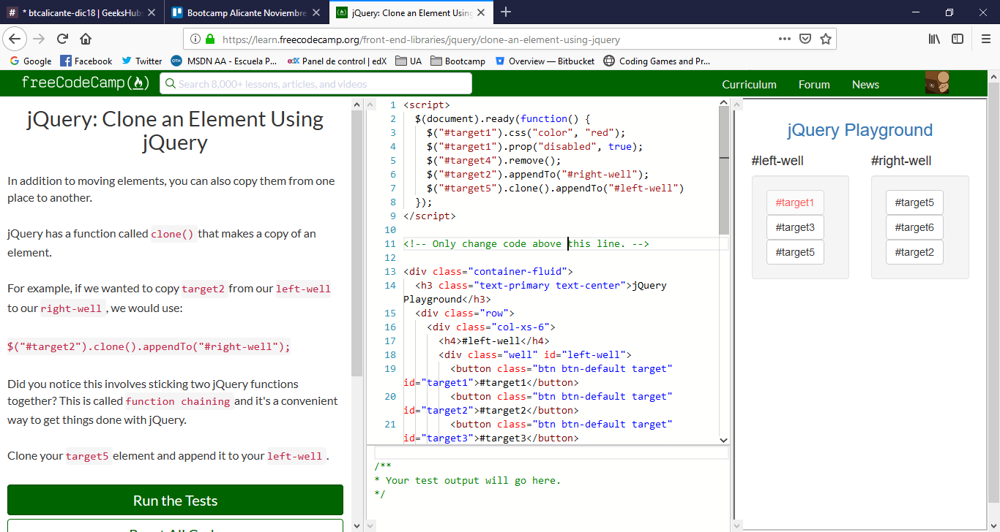 * btcalicante-dic18 | GeeksHub
Bootcamp Alicante Noviembre
jQuery: Clone an Element Using
https://learn.freecodecamp.org/front-end-libraries/jquery/clone-an-element-using-jquery
Google Facebook Twitter MSDN AA - Escuela P... edX Panel de control | edX UA Bootcamp Overview — Bitbucket Coding Games and Pr...
freeCodeCamp
Search 8,000+ lessons, articles, and videos
Curriculum Forum News
jQuery: Clone an Element Using
jQuery
In addition to moving elements, you can also copy them from one
place to another.
jQuery has a function called clone() that makes a copy of an
element.
For example, if we wanted to copy target2 from our left-well
to our right-well , we would use:
$("#target2").clone().appendTo("#right-well");
Did you notice this involves sticking two jQuery functions
together? This is called function chaining and it's a convenient
way to get things done with jQuery.
Clone your target5 element and append it to your left-well .
Run the Tests
1 <script>
2 $(document).ready(function() {
3 $("#target1").css("color", "red");
4 $("#target1").prop("disabled", true);
5 $("#target4").remove();
6 $("#target2").appendTo("#right-well");
7 $("#target5").clone().appendTo("#left-well")
8 });
9 </script>
10
11 <!-- Only change code above this line. -->
12
13 <div class="container-fluid">
14 <h3 class="text-primary text-center">jQuery
Playground</h3>
15 <div class="row">
16 <div class="col-xs-6">
17 <h4>#left-well</h4>
18 <div class="well" id="left-well">
19 <button class="btn btn-default target"
id="target1">#target1</button>
20 <button class="btn btn-default target"
id="target2">#target2</button>
21 <button class="btn btn-default target"
id="target3">#target3</button>
/**
* Your test output will go here.
*/
jQuery Playground
#left-well
#target1
#target3
#target5
#right-well
#target5
#target6
#target2